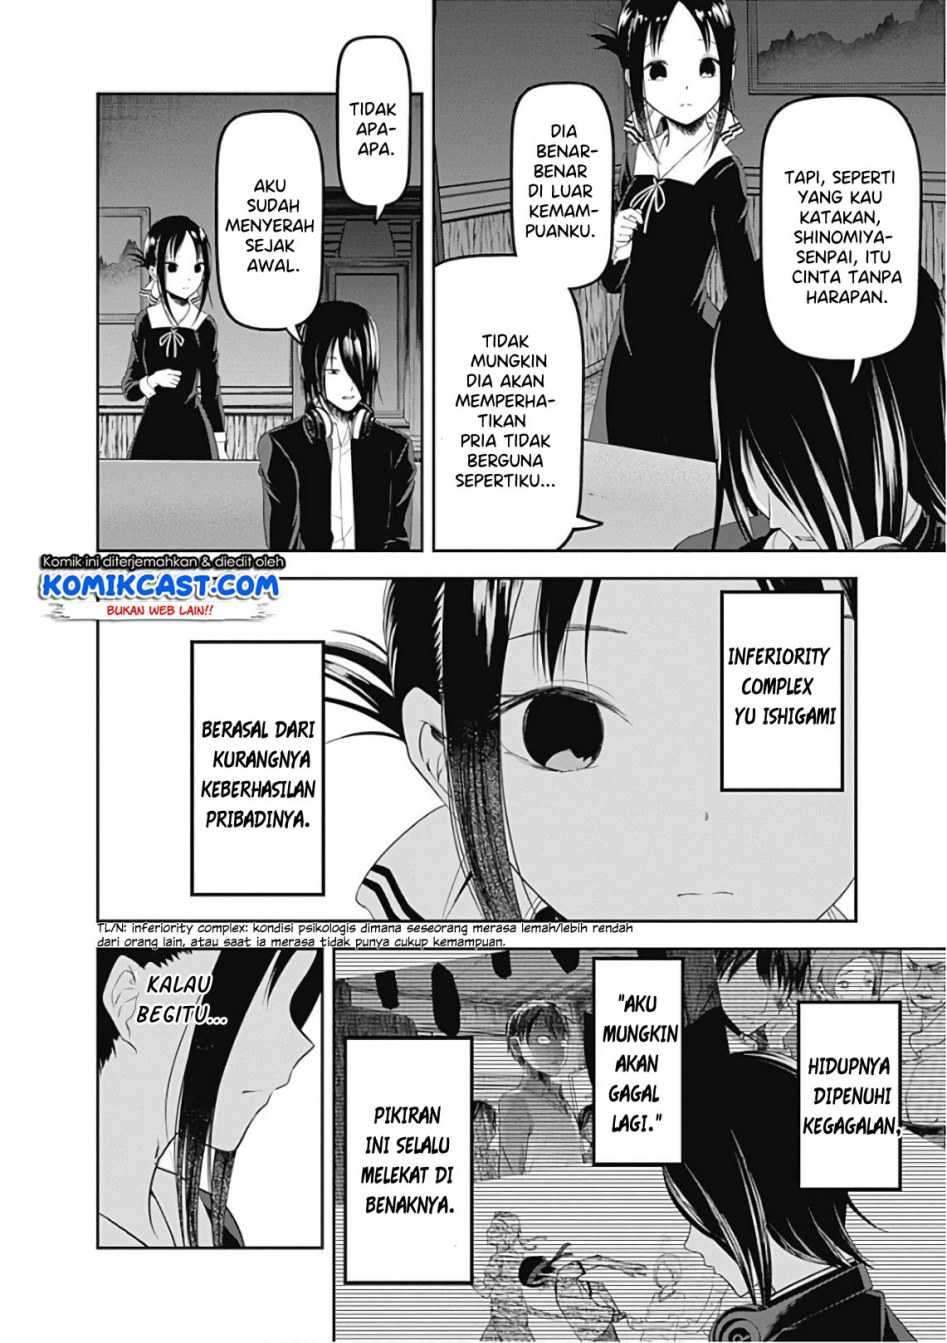 TAPI, SEPERTI
YANG KAU
KATAKAN,
SHINOMIYA-
SENPAI, ITU
CINTA TANPA
HARAPAN.
DIA
BENAR-
BENAR
DI LUAR
KEMAM-
PUANKU.
TIDAK
MUNGKIN
DIA AKAN
MEMPERHA-
TIKAN
PRIA TIDAK
BERGUNA
SEPERTIKU...
TIDAK
APA-
APA.
AKU
SUDAH
MENYERAH
SEJAK
AWAL.
Komik ini diterjemahkan & diedit oleh
KOMIKCAST.COM
BUKAN WEB LAIN!!
INFERIORITY
COMPLEX
YU ISHIGAMI
BERASAL DARI
KURANGNYA
KEBERHASILAN
PRIBADINYA.
TL/N: inferiority complex: kondisi psikologis dimana seseorang merasa lemah/lebih rendah
dari orang lain, atau saat ia merasa tidak punya cukup kemampuan.
HIDUPNYA
DIPENUHI
KEGAGALAN,
"AKU
MUNGKIN
AKAN
GAGAL
LAGI."
PIKIRAN
INI SELALU
MELEKAT DI
BENAKNYA.
KALAU
BEGITU...